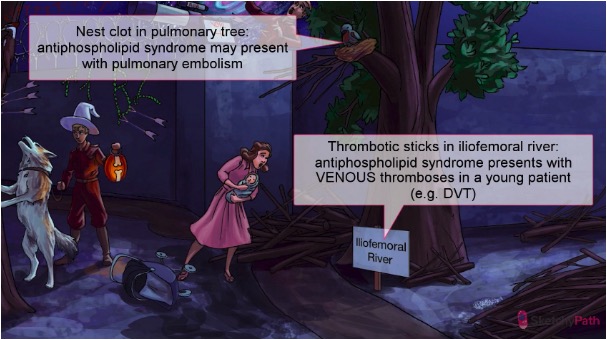 Nest clot in pulmonary tree:
antiphospholipid syndrome may present
with pulmonary embolism
Thrombotic sticks in iliofemoral river:
antiphospholipid syndrome presents with
VENOUS thromboses in a young patient
(e.g. DVT)
Iliofemoral
River
SketchyPath